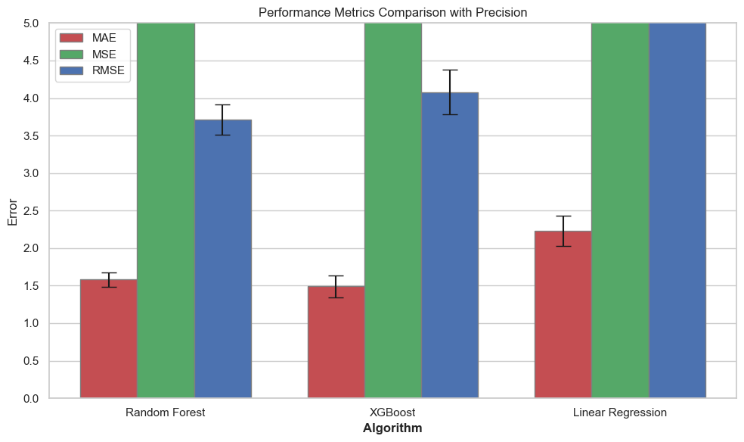 Performance Metrics Comparison with Precision
MAE
MSE
RMSE
5.0
4.5
4.0
3.5
3.0
2.5
2.0
1.5
1.0
0.5
0.0
Error
Random Forest
XGBoost
Linear Regression
Algorithm